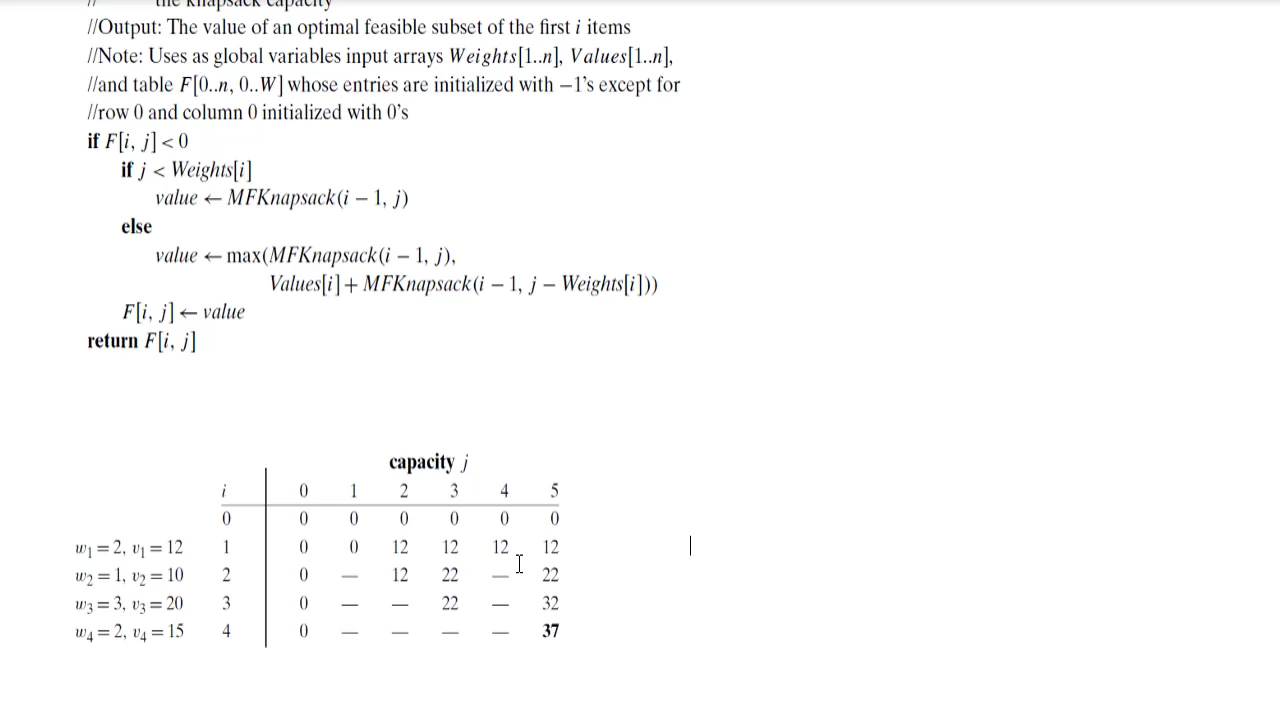 // the knapsack capacity
//Output: The value of an optimal feasible subset of the first i items
//Note: Uses as global variables input arrays Weights[1..n], Values[1..n],
//and table F[0..n, 0..W] whose entries are initialized with −1’s except for
//row 0 and column 0 initialized with 0’s
if F[i, j] < 0
if j < Weights[i]
value ← MFKnapsack(i − 1, j)
else
value ← max(MFKnapsack(i − 1, j),
Values[i] + MFKnapsack(i − 1, j − Weights[i]))
F[i, j] ← value
return F[i, j]
capacity j
i 0 1 2 3 4 5
0 0 0 0 0 0 0
w₁ = 2, v₁ = 12 1 0 0 12 12 12 12
w₂ = 1, v₂ = 10 2 0 — 12 22 — 22
w₃ = 3, v₃ = 20 3 0 — — 22 — 32
w₄ = 2, v₄ = 15 4 0 — — — — 37